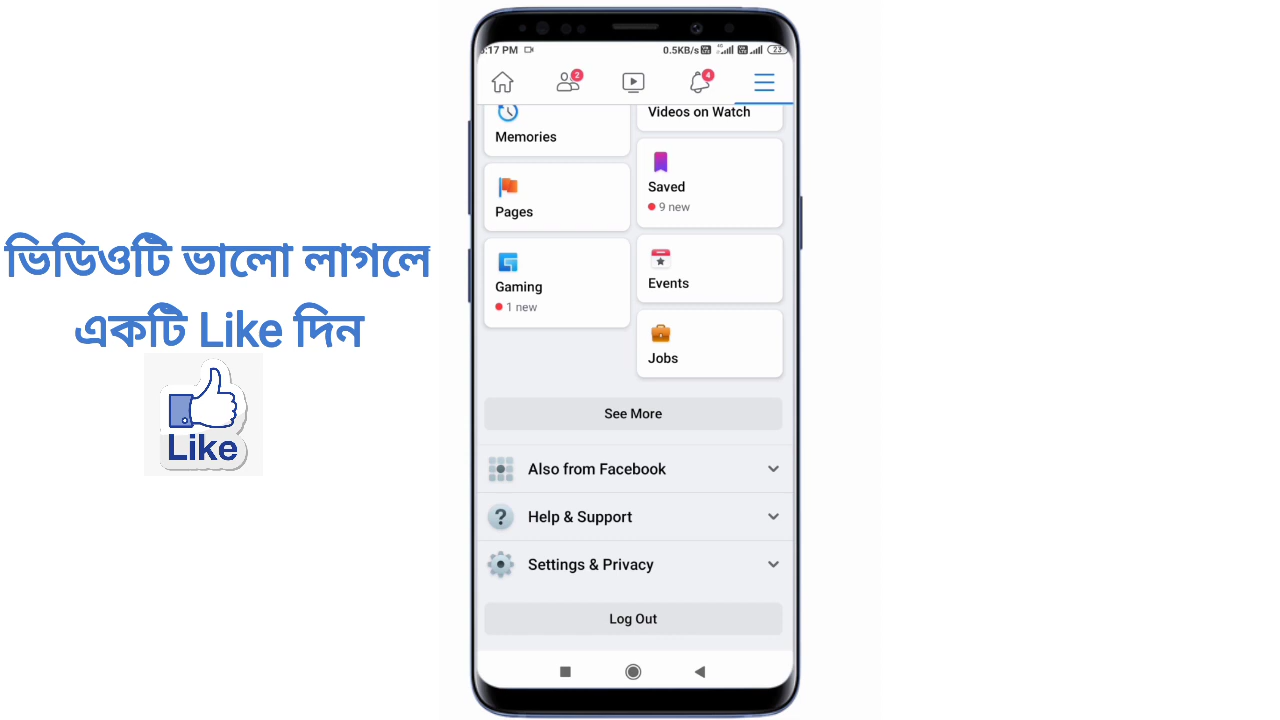 ভিডিওটি ভালো লাগলে
একটি Like দিন
Like
:17 PM
0.5KB/s
23
2
4
Memories
Videos on Watch
Pages
Saved
9 new
Gaming
1 new
Events
Jobs
See More
Also from Facebook
Help & Support
Settings & Privacy
Log Out